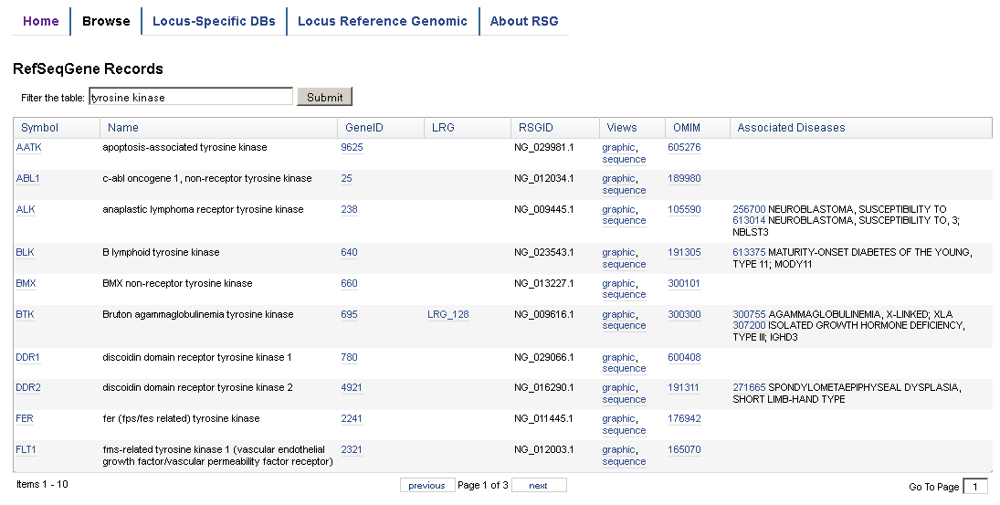 Home Browse Locus-Specific DBs Locus Reference Genomic About RSG
RefSeqGene Records
Filter the table: tyrosine kinase Submit
Symbol Name GeneID LRG RSGID Views OMIM Associated Diseases
AATK apoptosis-associated tyrosine kinase 9625 NG_029981.1 graphic, 605276
sequence
ABL1 c-abl oncogene 1, non-receptor tyrosine kinase 25 NG_012034.1 graphic, 189980
sequence
ALK anaplastic lymphoma receptor tyrosine kinase 238 NG_009445.1 graphic, 105590 256700 NEUROBLASTOMA, SUSCEPTIBILITY TO
sequence 613014 NEUROBLASTOMA, SUSCEPTIBILITY TO, 3;
NBLST3
BLK B lymphoid tyrosine kinase 640 NG_023543.1 graphic, 191305 613375 MATURITY-ONSET DIABETES OF THE YOUNG,
sequence TYPE 11; MODY11
BMX BMX non-receptor tyrosine kinase 660 NG_013227.1 graphic, 300101
sequence
BTK Bruton agammaglobulinemia tyrosine kinase 695 LRG_128 NG_009616.1 graphic, 300300 300755 AGAMMAGLOBULINEMIA, X-LINKED; XLA
sequence 307200 ISOLATED GROWTH HORMONE DEFICIENCY,
TYPE III; IGHD3
DDR1 discoidin domain receptor tyrosine kinase 1 780 NG_029066.1 graphic, 600408
sequence
DDR2 discoidin domain receptor tyrosine kinase 2 4921 NG_016290.1 graphic, 191311 271665 SPONDYLOMETAEPIPHYSEAL DYSPLASIA,
sequence SHORT LIMB-HAND TYPE
FER fer (fps/fes related) tyrosine kinase 2241 NG_011445.1 graphic, 176942
sequence
FLT1 fms-related tyrosine kinase 1 (vascular endothelial 2321 NG_012003.1 graphic, 165070
growth factor/vascular permeability factor receptor) sequence
Items 1 - 10 previous Page 1 of 3 next Go To Page 1